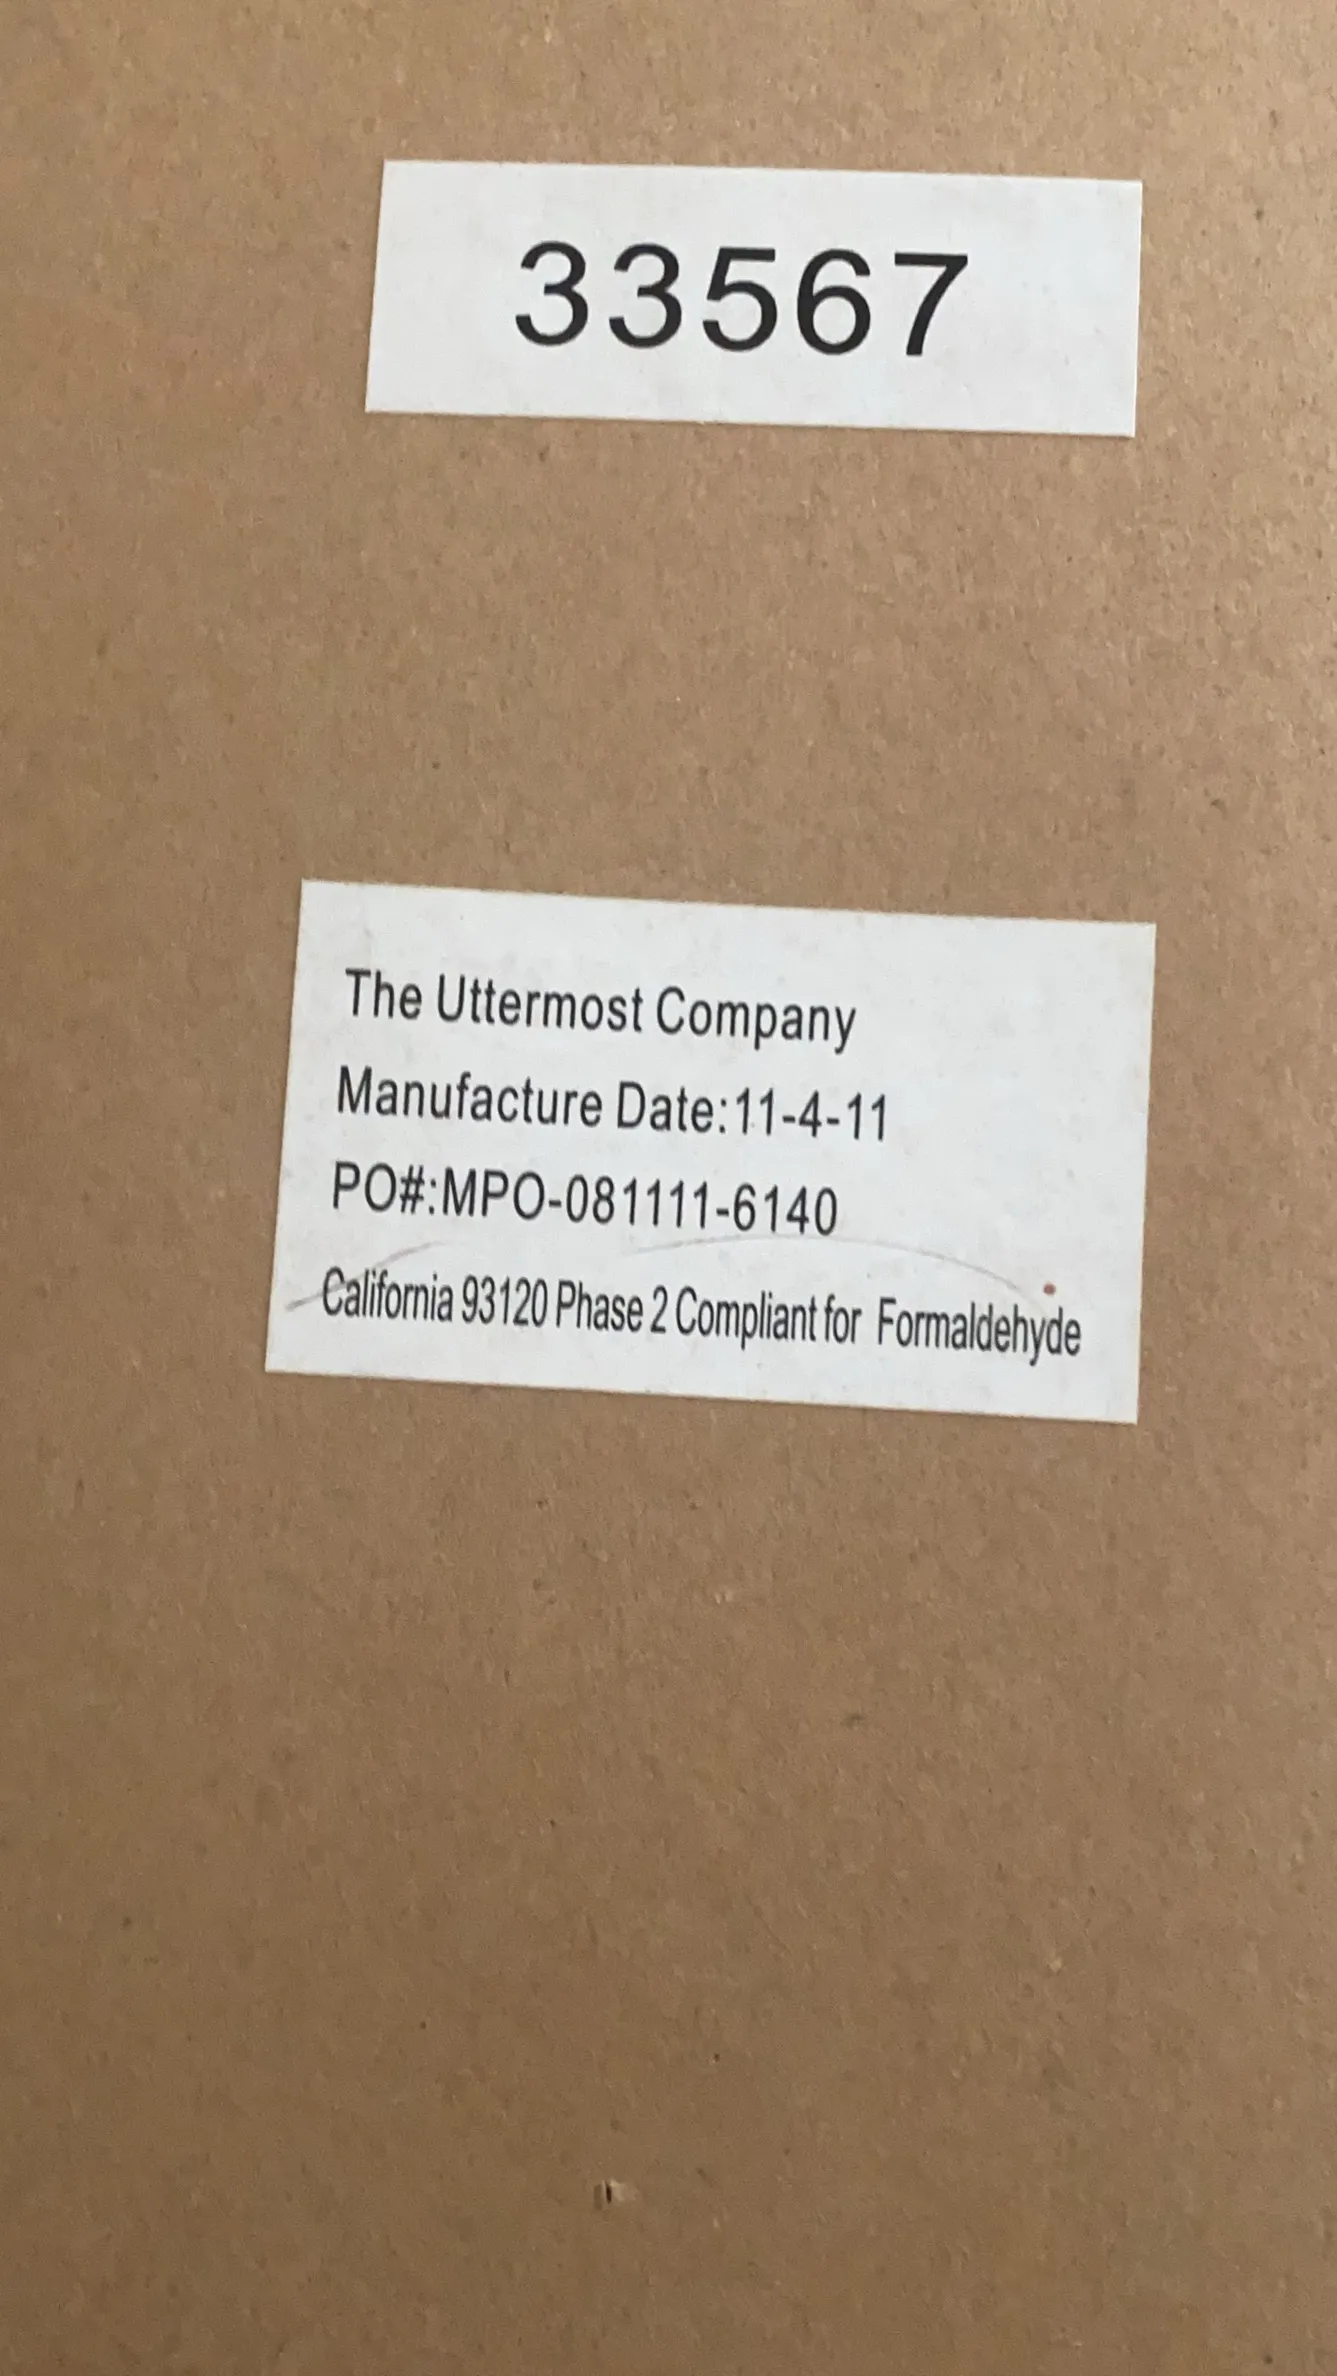 33567
The Uttermost Company
Manufacture Date:11-4-11
PO#:MPO-081111-6140
California 93120 Phase 2 Compliant for Formaldehyde